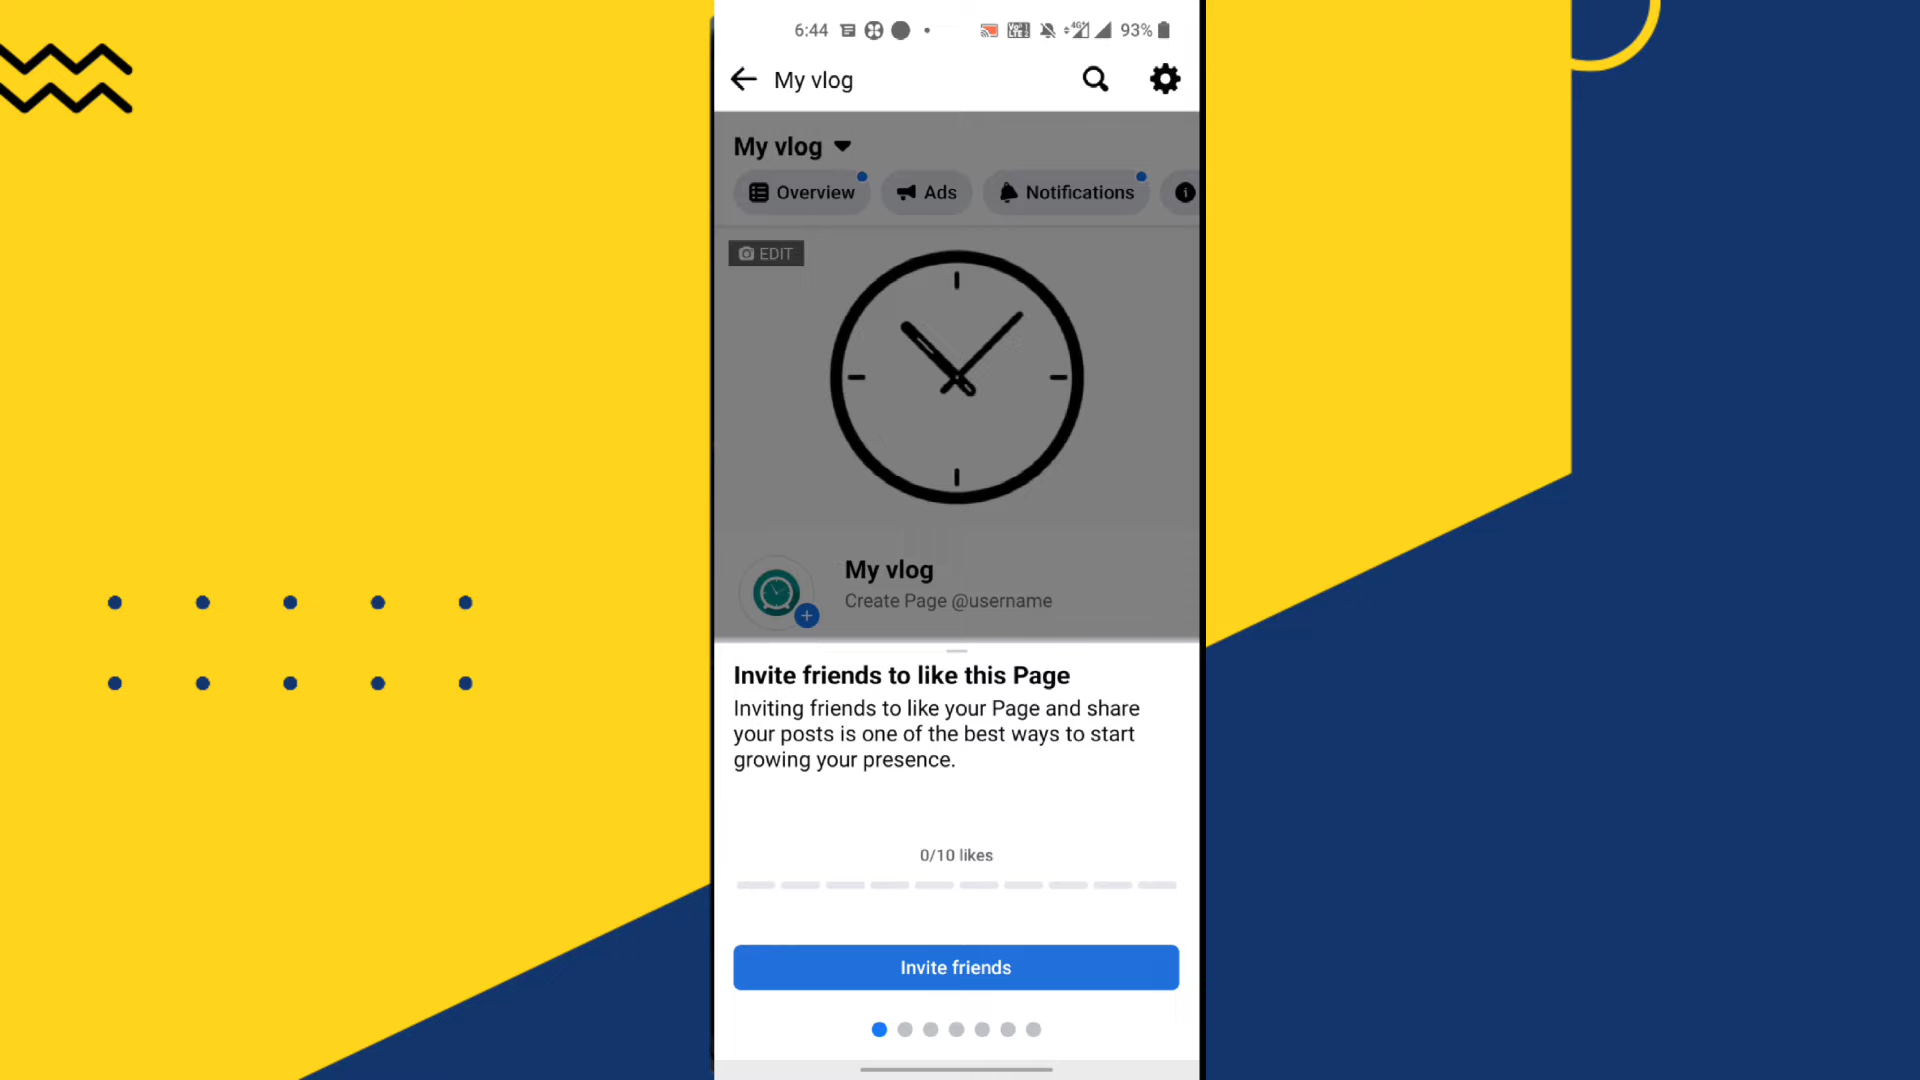 6:44 4G 93%
My vlog
My vlog
Overview Ads Notifications
EDIT
My vlog
Create Page @username
Invite friends to like this Page
Inviting friends to like your Page and share
your posts is one of the best ways to start
growing your presence.
0/10 likes
Invite friends